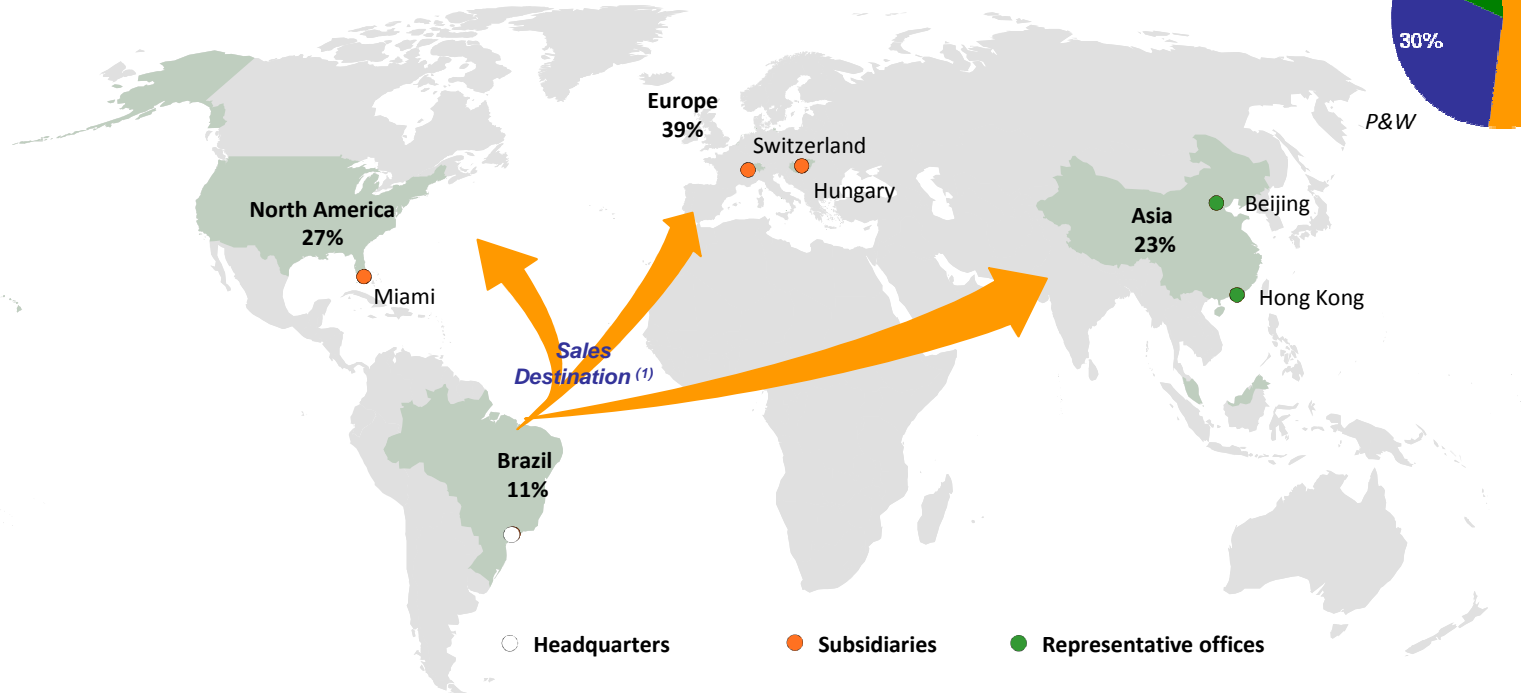 30%
P&W
Europe
39%
Switzerland
Hungary
North America
27%
Miami
Asia
23%
Beijing
Hong Kong
Sales
Destination (1)
Brazil
11%
Headquarters
Subsidiaries
Representative offices